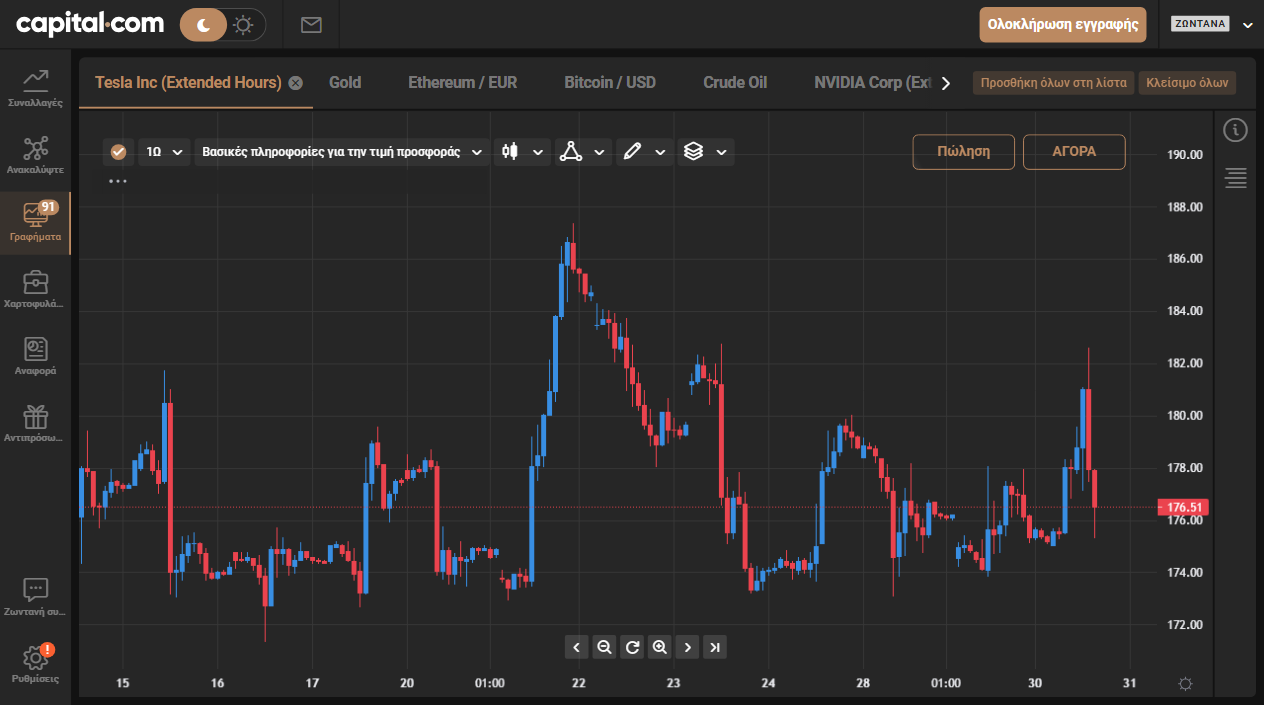 capital.com
Ολοκλήρωση εγγραφής
ΖΩΝΤΑΝΑ
Συναλλαγές
Ανακαλύψτε
91
Γραφήματα
Χαρτοφυλά...
Αναφορά
Αντιπρόσω...
Ζωντανή συ...
Ρυθμίσεις
Tesla Inc (Extended Hours)
Gold
Ethereum / EUR
Bitcoin / USD
Crude Oil
NVIDIA Corp (Ext
Προσθήκη όλων στη λίστα
Κλείσιμο όλων
1Ω
Βασικές πληροφορίες για την τιμή προσφοράς
Πώληση
ΑΓΟΡΑ
190.00
188.00
186.00
184.00
182.00
180.00
178.00
176.51
176.00
174.00
172.00
15
16
17
20
01:00
22
23
24
28
01:00
30
31